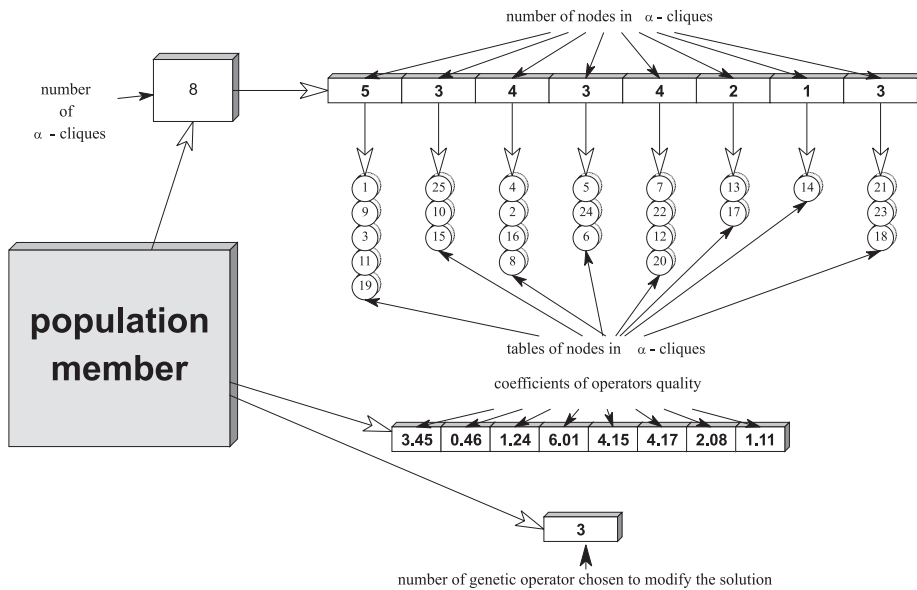 number of nodes in α - cliques
number
of
α - cliques
8
5 3 4 3 4 2 1 3
1 25 4 5 7 13 14 21
9 10 2 24 22 17 23
3 15 16 6 12 18
11 8 20
19
population
member
tables of nodes in α - cliques
coefficients of operators quality
3.45 0.46 1.24 6.01 4.15 4.17 2.08 1.11
3
number of genetic operator chosen to modify the solution